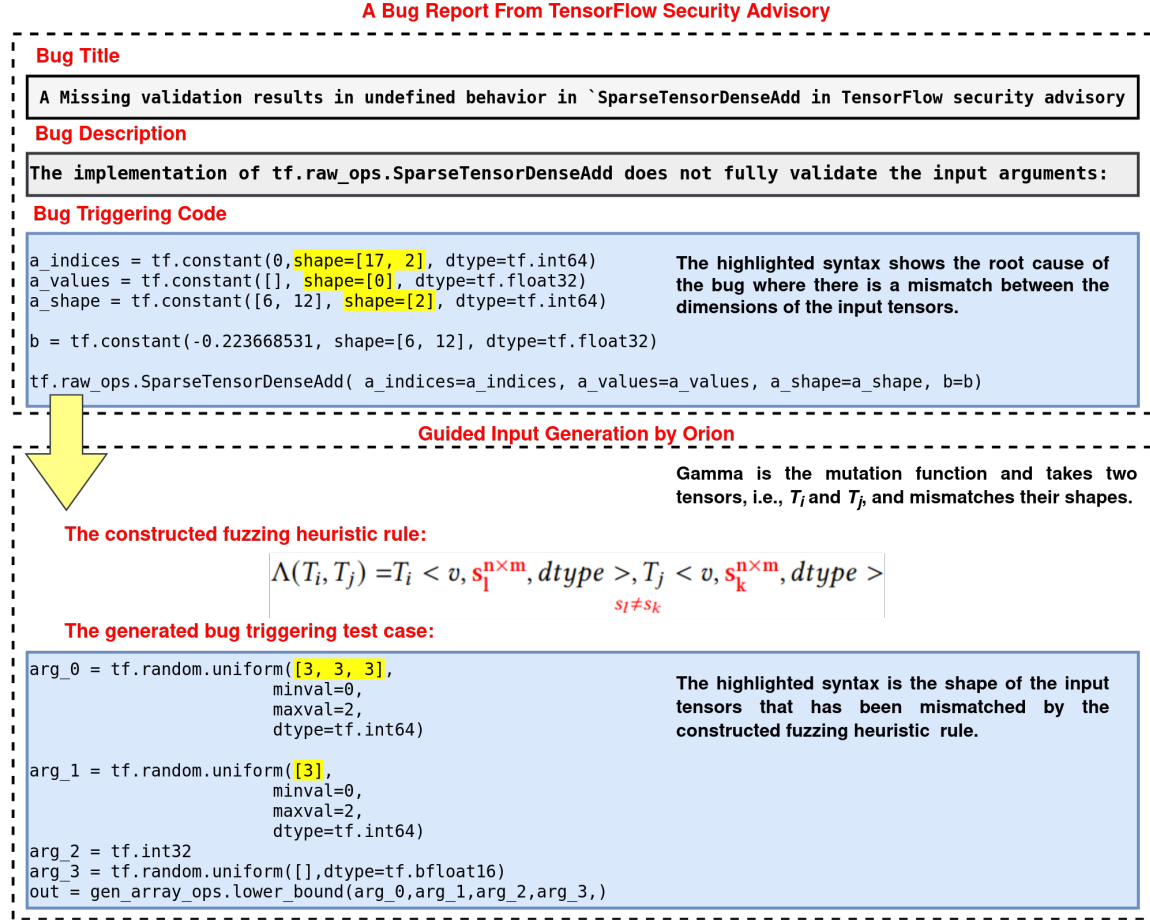 A Bug Report From TensorFlow Security Advisory
Bug Title
A Missing validation results in undefined behavior in `SparseTensorDenseAdd in TensorFlow security advisory
Bug Description
The implementation of tf.raw_ops.SparseTensorDenseAdd does not fully validate the input arguments:
Bug Triggering Code
a_indices = tf.constant(0,shape=[17, 2], dtype=tf.int64)
a_values = tf.constant([], shape=[0], dtype=tf.float32)
a_shape = tf.constant([6, 12], shape=[2], dtype=tf.int64)
b = tf.constant(-0.223668531, shape=[6, 12], dtype=tf.float32)
tf.raw_ops.SparseTensorDenseAdd( a_indices=a_indices, a_values=a_values, a_shape=a_shape, b=b)
The highlighted syntax shows the root cause of
the bug where there is a mismatch between the
dimensions of the input tensors.
Guided Input Generation by Orion
Gamma is the mutation function and takes two
tensors, i.e., Ti and Tj, and mismatches their shapes.
The constructed fuzzing heuristic rule:
Λ(Ti, Tj) =Ti < v, s_l^{n×m}, dtype >, Tj < v, s_k^{n×m}, dtype >
s_l≠s_k
The generated bug triggering test case:
arg_0 = tf.random.uniform([3, 3, 3],
minval=0,
maxval=2,
dtype=tf.int64)
arg_1 = tf.random.uniform([3],
minval=0,
maxval=2,
dtype=tf.int64)
arg_2 = tf.int32
arg_3 = tf.random.uniform([],dtype=tf.bfloat16)
out = gen_array_ops.lower_bound(arg_0,arg_1,arg_2,arg_3,)
The highlighted syntax is the shape of the input
tensors that has been mismatched by the
constructed fuzzing heuristic rule.